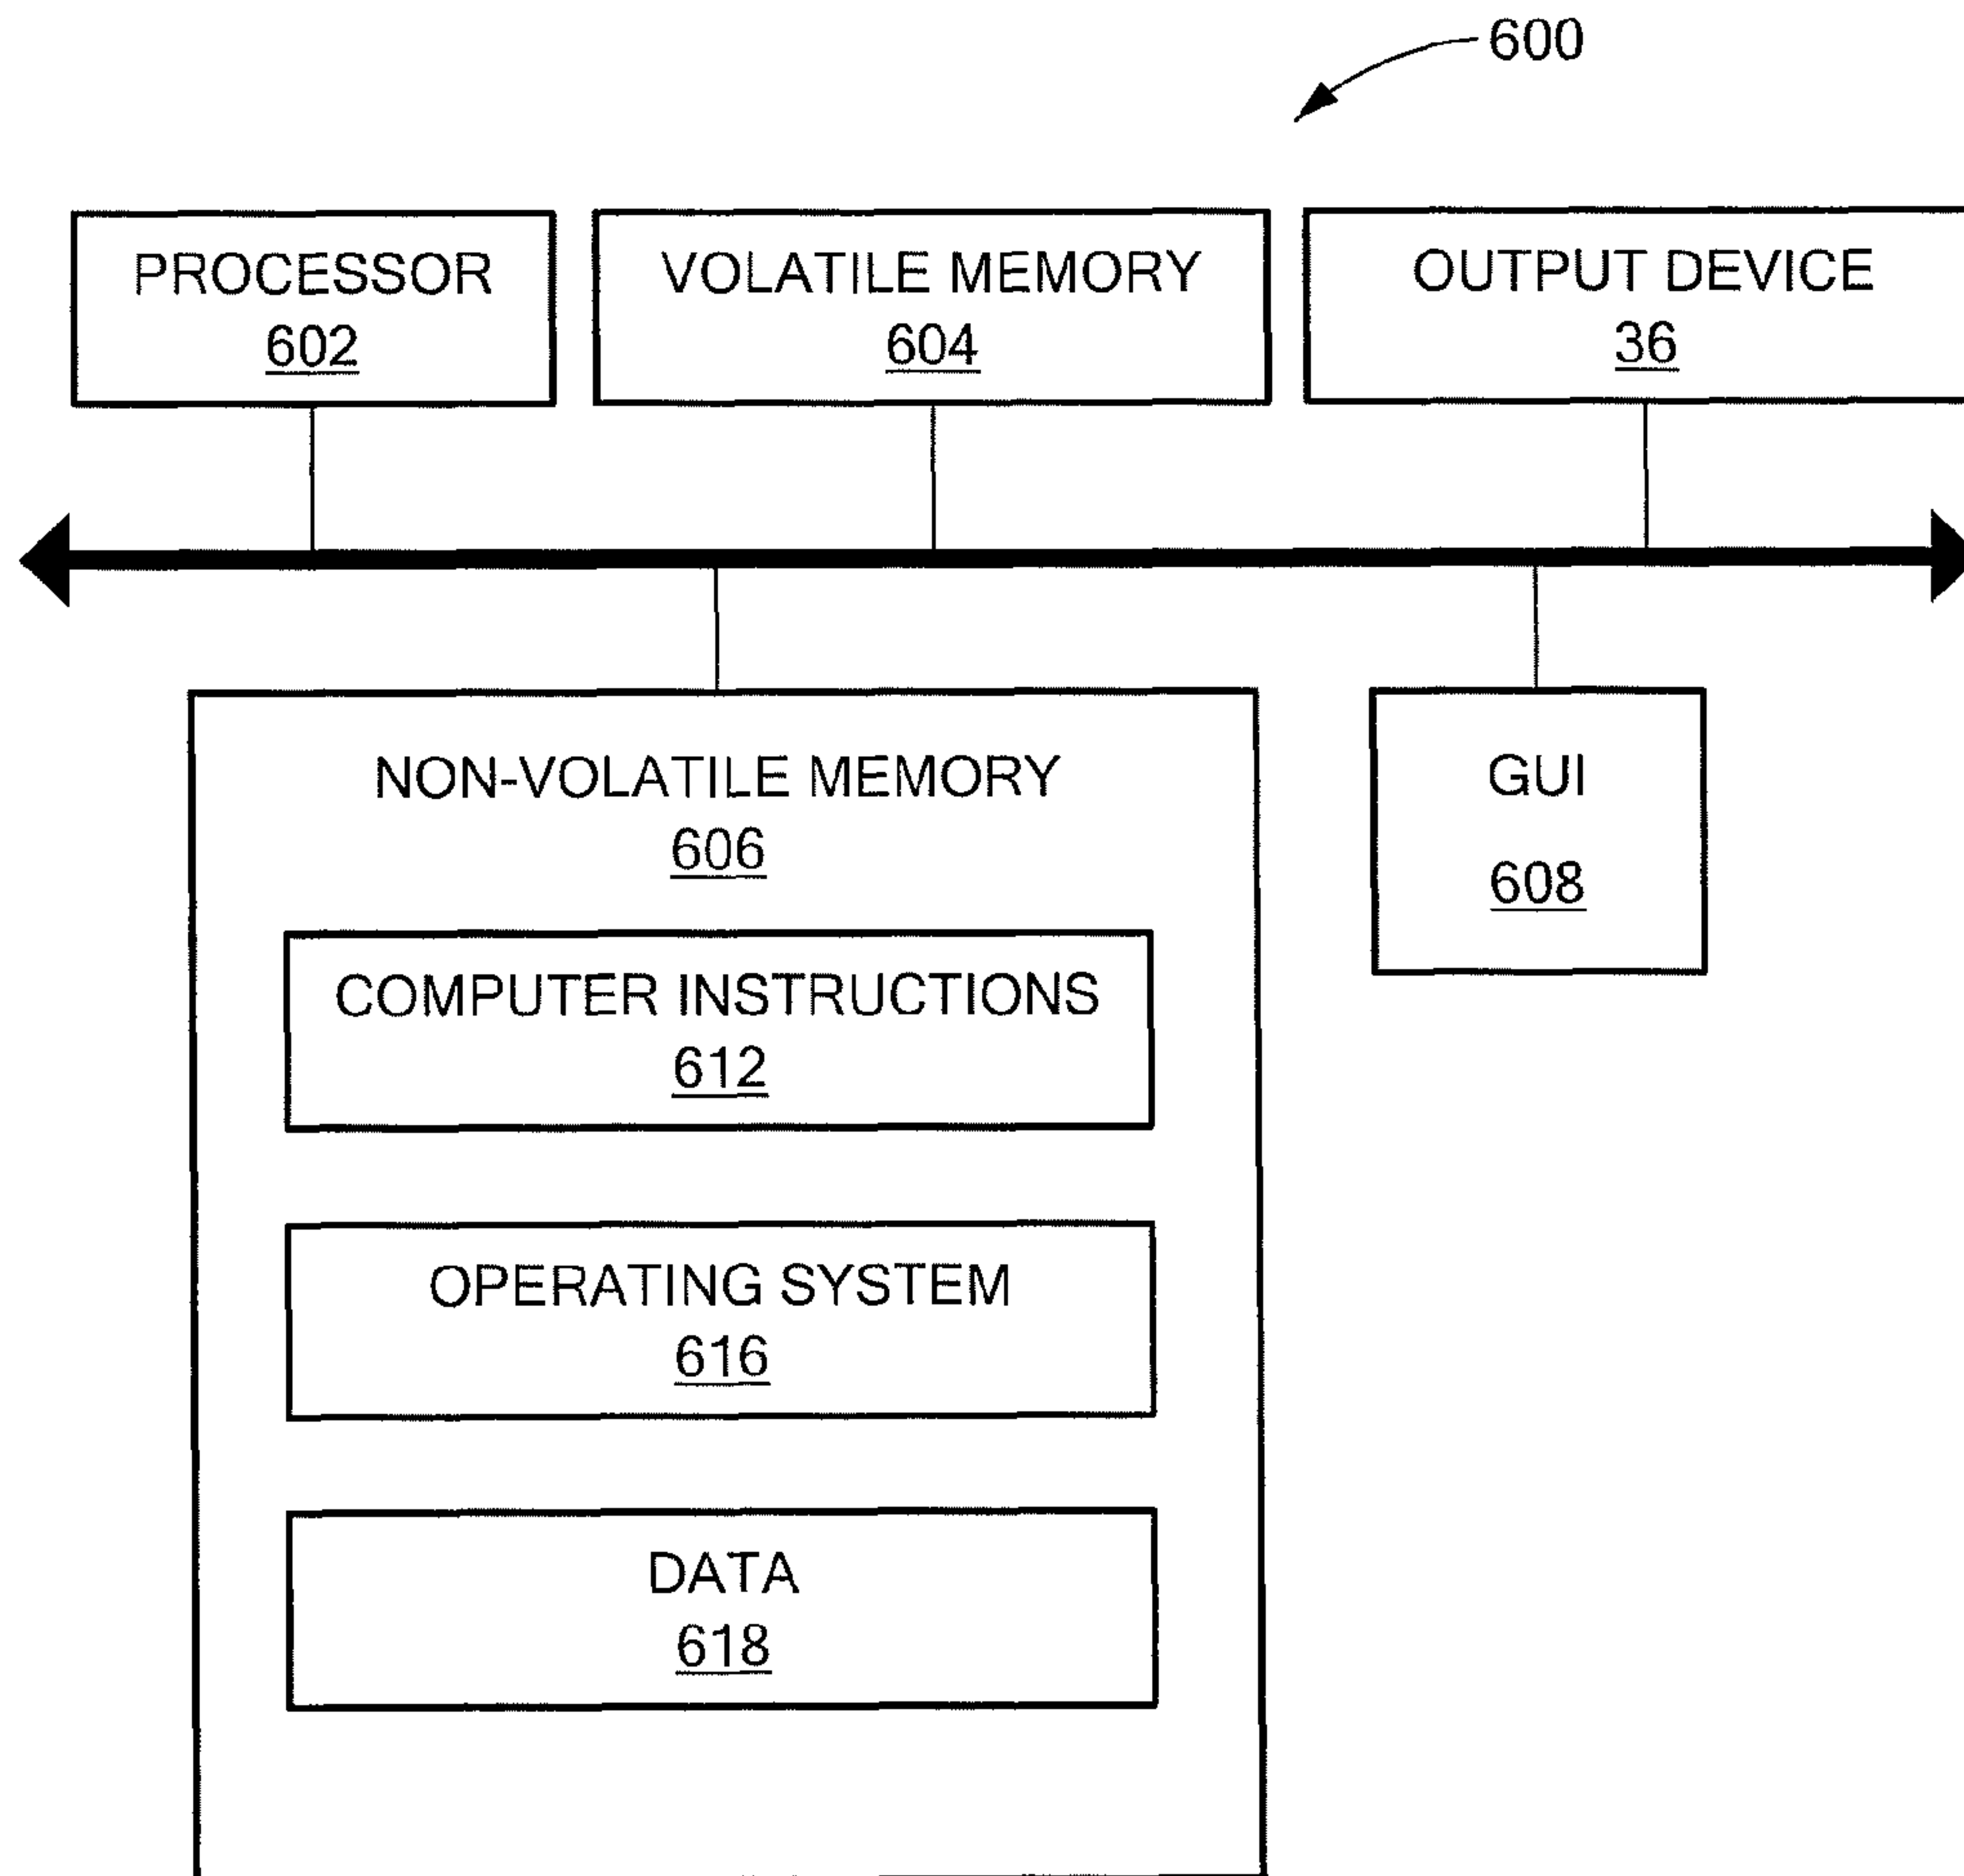 600
PROCESSOR
602
VOLATILE MEMORY
604
OUTPUT DEVICE
36
NON-VOLATILE MEMORY
606
COMPUTER INSTRUCTIONS
612
OPERATING SYSTEM
616
DATA
618
GUI
608